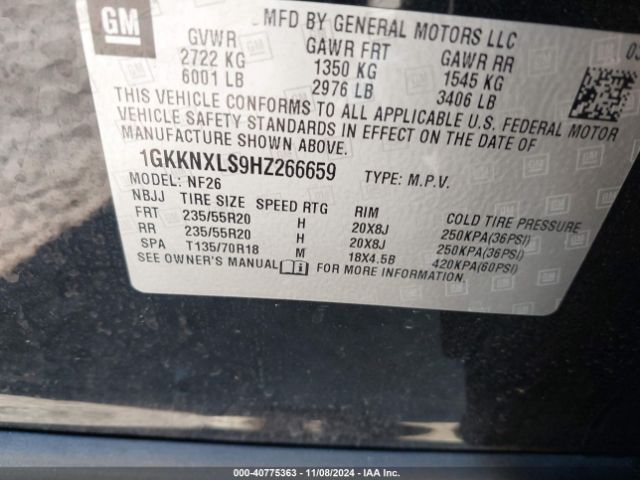 GM
MFD BY GENERAL MOTORS LLC
GVWR GAWR FRT GAWR RR
2722 KG 1350 KG 1545 KG
6001 LB 2976 LB 3406 LB
THIS VEHICLE CONFORMS TO ALL APPLICABLE U.S. FEDERAL MOTOR
VEHICLE SAFETY STANDARDS IN EFFECT ON THE DATE OF
MANUFACTURE SHOWN ABOVE.
1GKKNXLS9HZ266659 TYPE: M.P.V.
MODEL: NF26
NBJJ TIRE SIZE SPEED RTG RIM COLD TIRE PRESSURE
FRT 235/55R20 H 20X8J 250KPA(36PSI)
RR 235/55R20 H 20X8J 250KPA(36PSI)
SPA T135/70R18 M 18X4.5B 420KPA(60PSI)
SEE OWNER'S MANUAL FOR MORE INFORMATION.
000-40775363 | 11/08/2024 | IAA